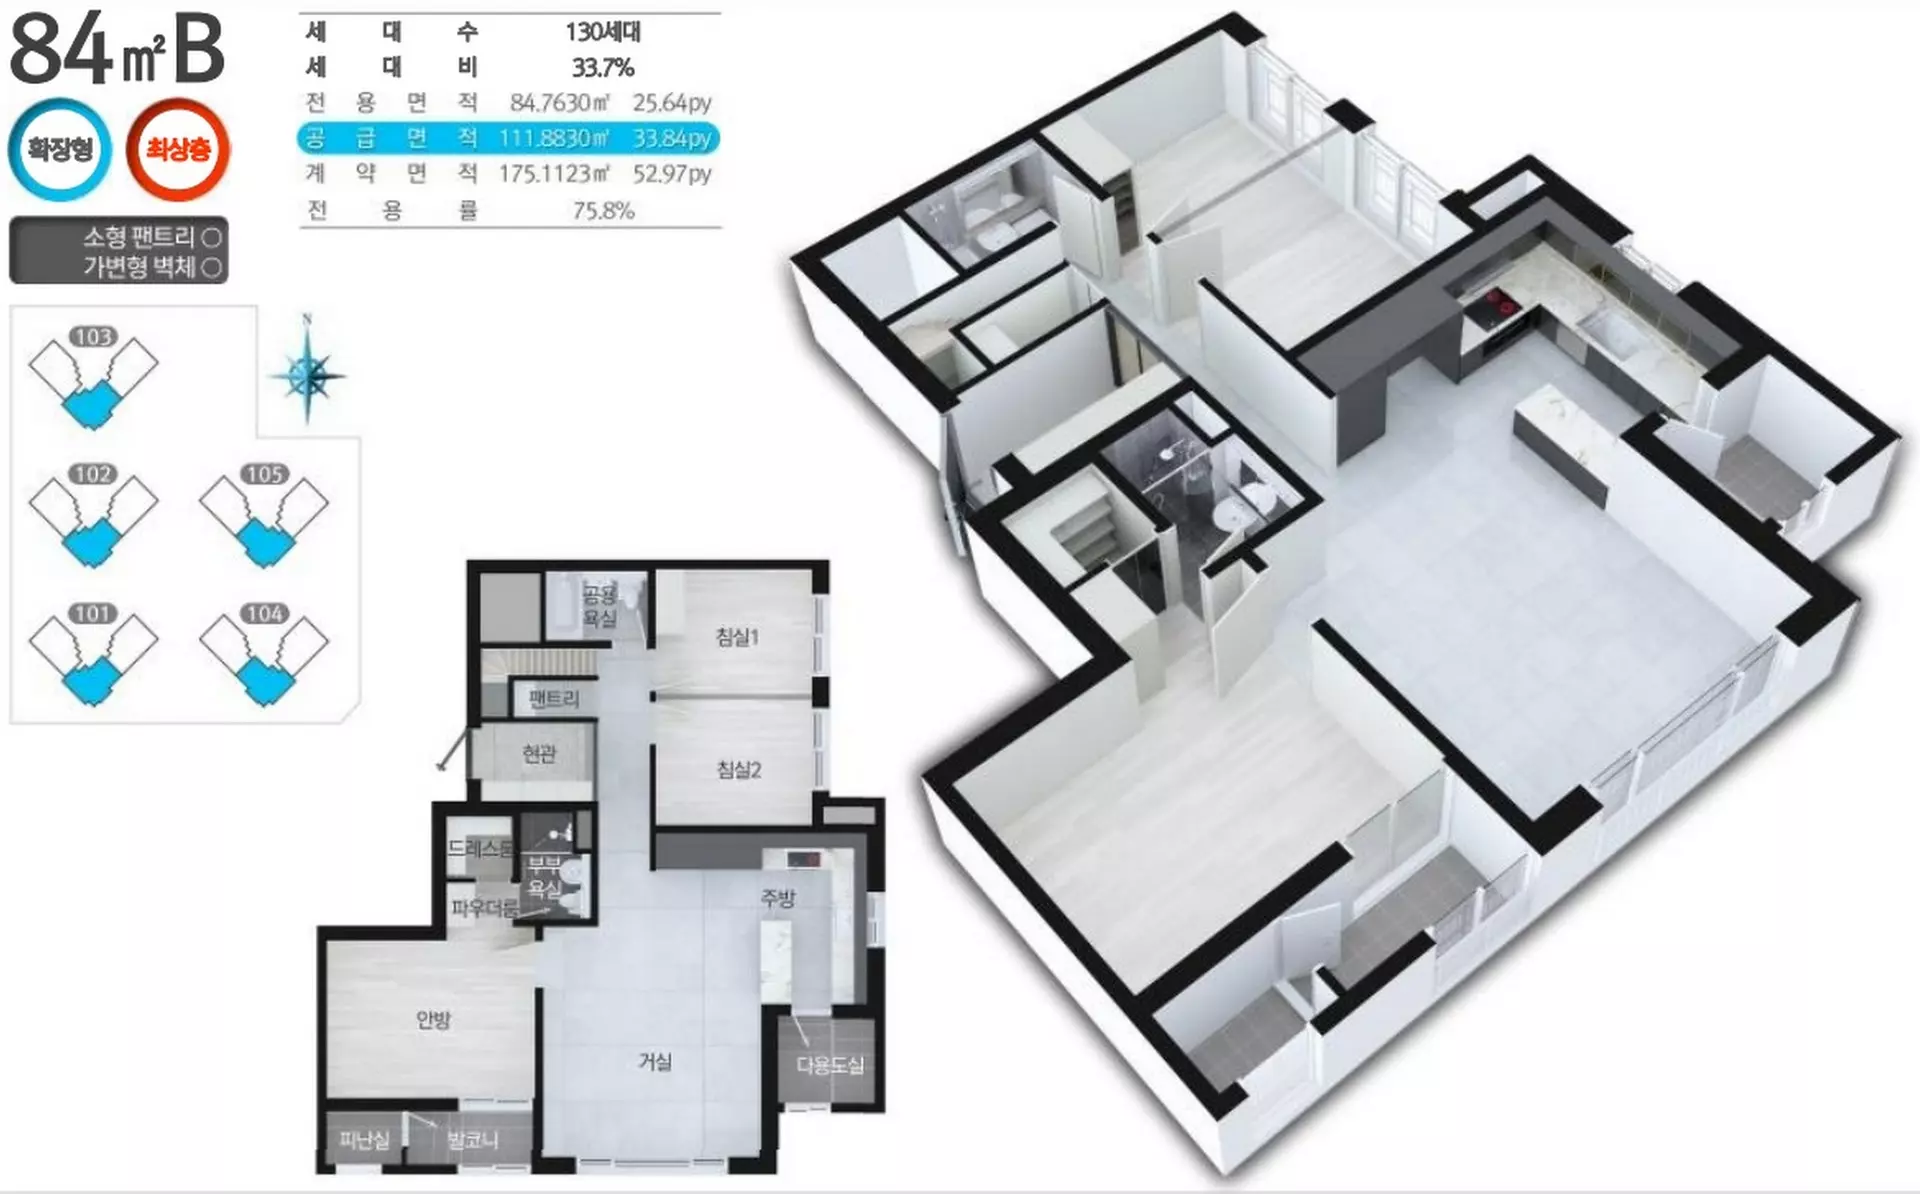 84㎡B
확장형
최상층
소형 팬트리 ○
가변형 벽체 ○
세 대 수 130세대
세 대 비 33.7%
전 용 면 적 84.7630㎡ 25.64py
공 급 면 적 111.8830㎡ 33.84py
계 약 면 적 175.1123㎡ 52.97py
전 용 률 75.8%
N
103
102
105
101
104
공용
욕실
침실1
팬트리
현관
침실2
드레스룸
부부
욕실
파우더룸
주방
안방
거실
다용도실
피난실
발코니